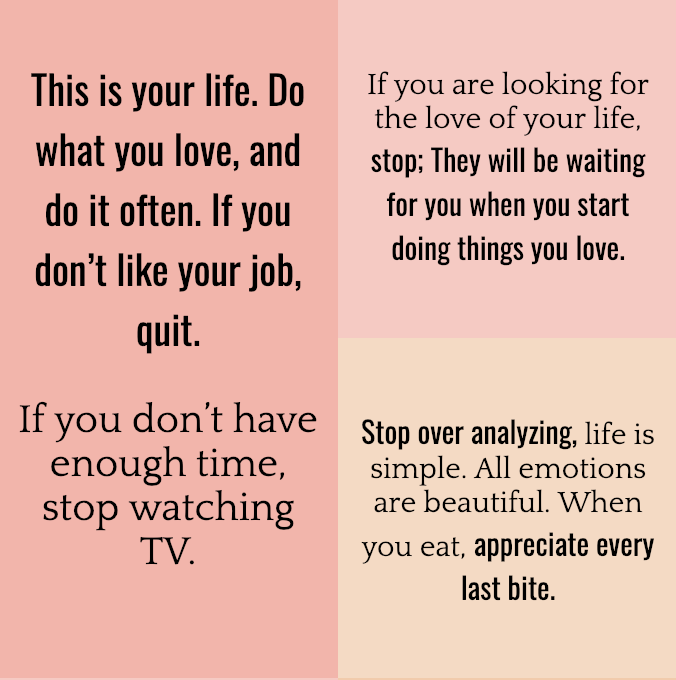 This is your life. Do
what you love, and
do it often. If you
don’t like your job,
quit.
If you don’t have
enough time,
stop watching
TV.
If you are looking for
the love of your life,
stop; They will be waiting
for you when you start
doing things you love.
Stop over analyzing, life is
simple. All emotions
are beautiful. When
you eat, appreciate every
last bite.